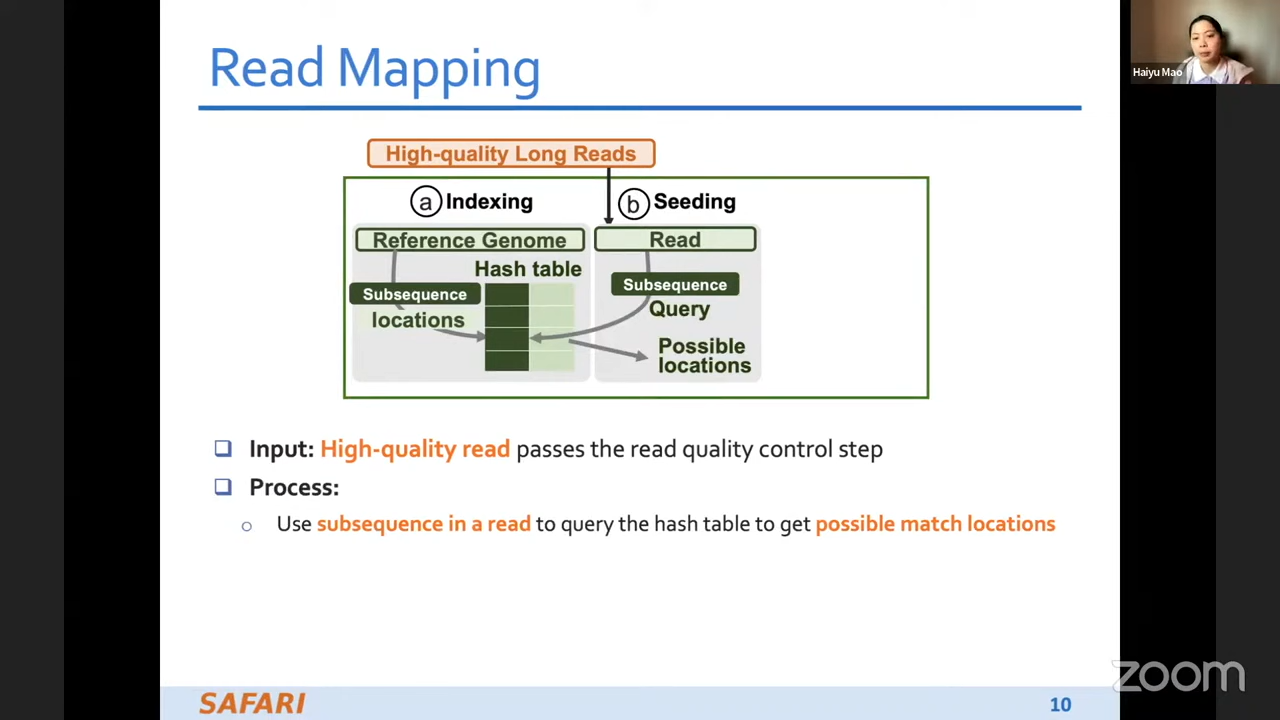 Read Mapping
Haiyu Mao
High-quality Long Reads
a Indexing
b Seeding
Reference Genome
Read
Hash table
Subsequence
locations
Subsequence
Query
Possible
locations
Input: High-quality read passes the read quality control step
Process:
Use subsequence in a read to query the hash table to get possible match locations
SAFARI
10
zoom